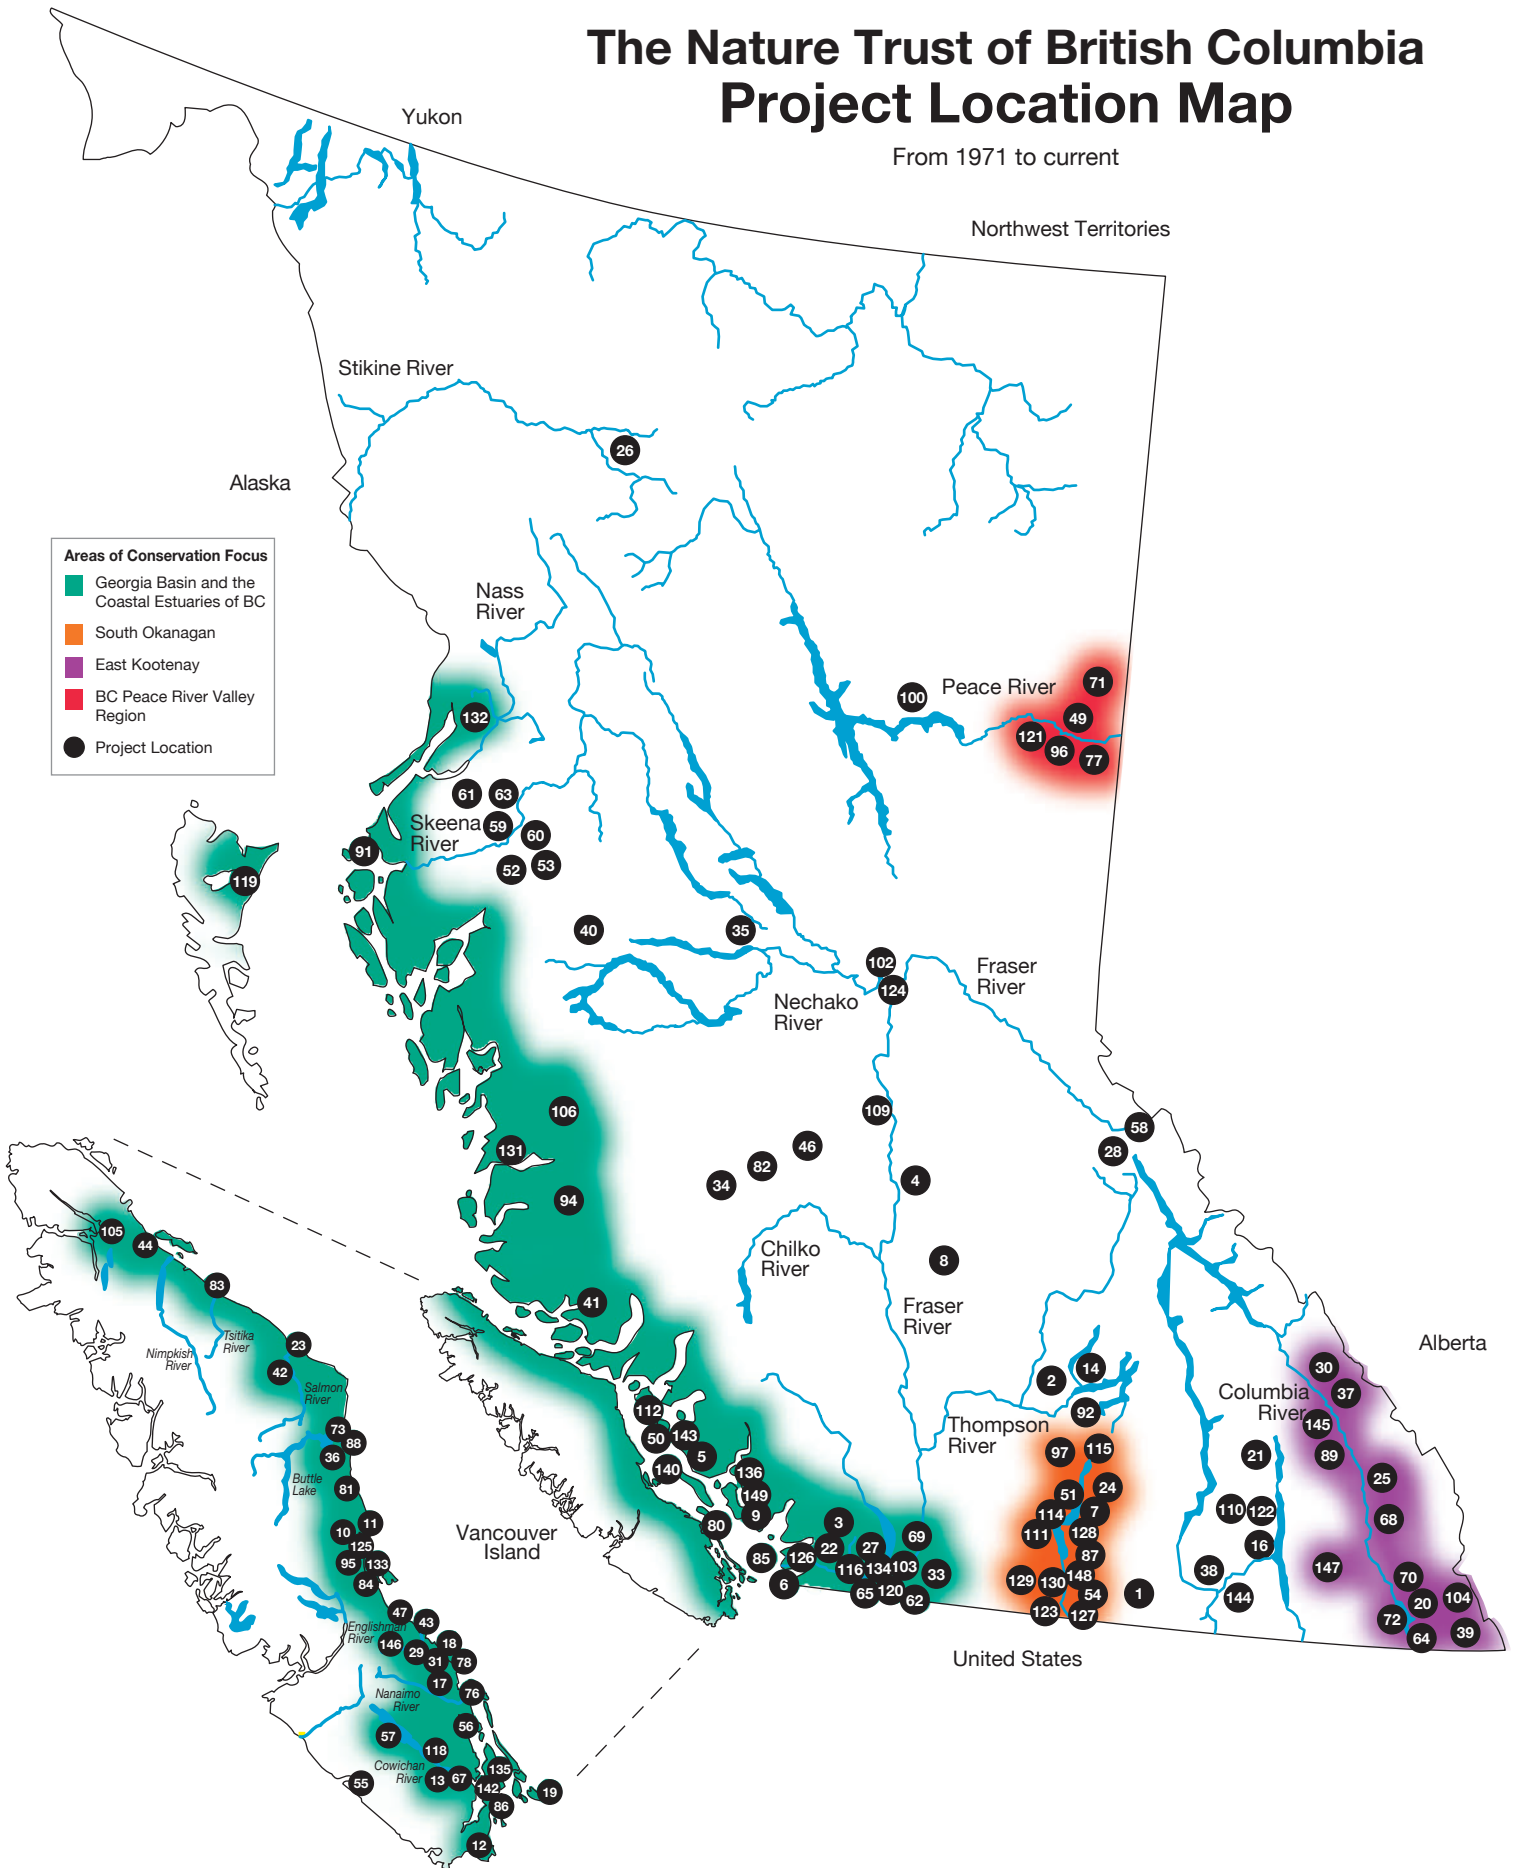 The Nature Trust of British Columbia
Project Location Map
From 1971 to current
Yukon
Northwest Territories
Stikine River
26
Alaska
Areas of Conservation Focus
Georgia Basin and the
Coastal Estuaries of BC
South Okanagan
East Kootenay
BC Peace River Valley
Region
Project Location
Nass
River
132
100
Peace River
71
49
121
96
77
61
63
Skeena
River
59
60
91
52
53
119
40
35
102
124
Nechako
River
Fraser
River
106
109
58
28
131
46
82
34
4
94
Chilko
River
8
41
Fraser
River
105
44
83
Tsitika
River
Nimpkish
River
23
42
Salmon
River
73
88
36
Buttle
Lake
81
10
11
125
95
133
84
47
43
Englishman
River
146
29
18
31
78
17
76
Nanaimo
River
57
56
118
Cowichan
River
13
67
135
142
86
19
55
12
Vancouver
Island
112
50
143
5
140
136
149
9
80
85
126
6
3
22
27
69
116
134
103
33
65
120
62
2
14
92
Thompson
River
97
115
51
24
114
7
111
128
87
129
130
148
54
1
123
127
United States
Alberta
Columbia
River
30
37
145
89
21
25
110
122
68
16
38
144
147
70
20
104
72
64
39